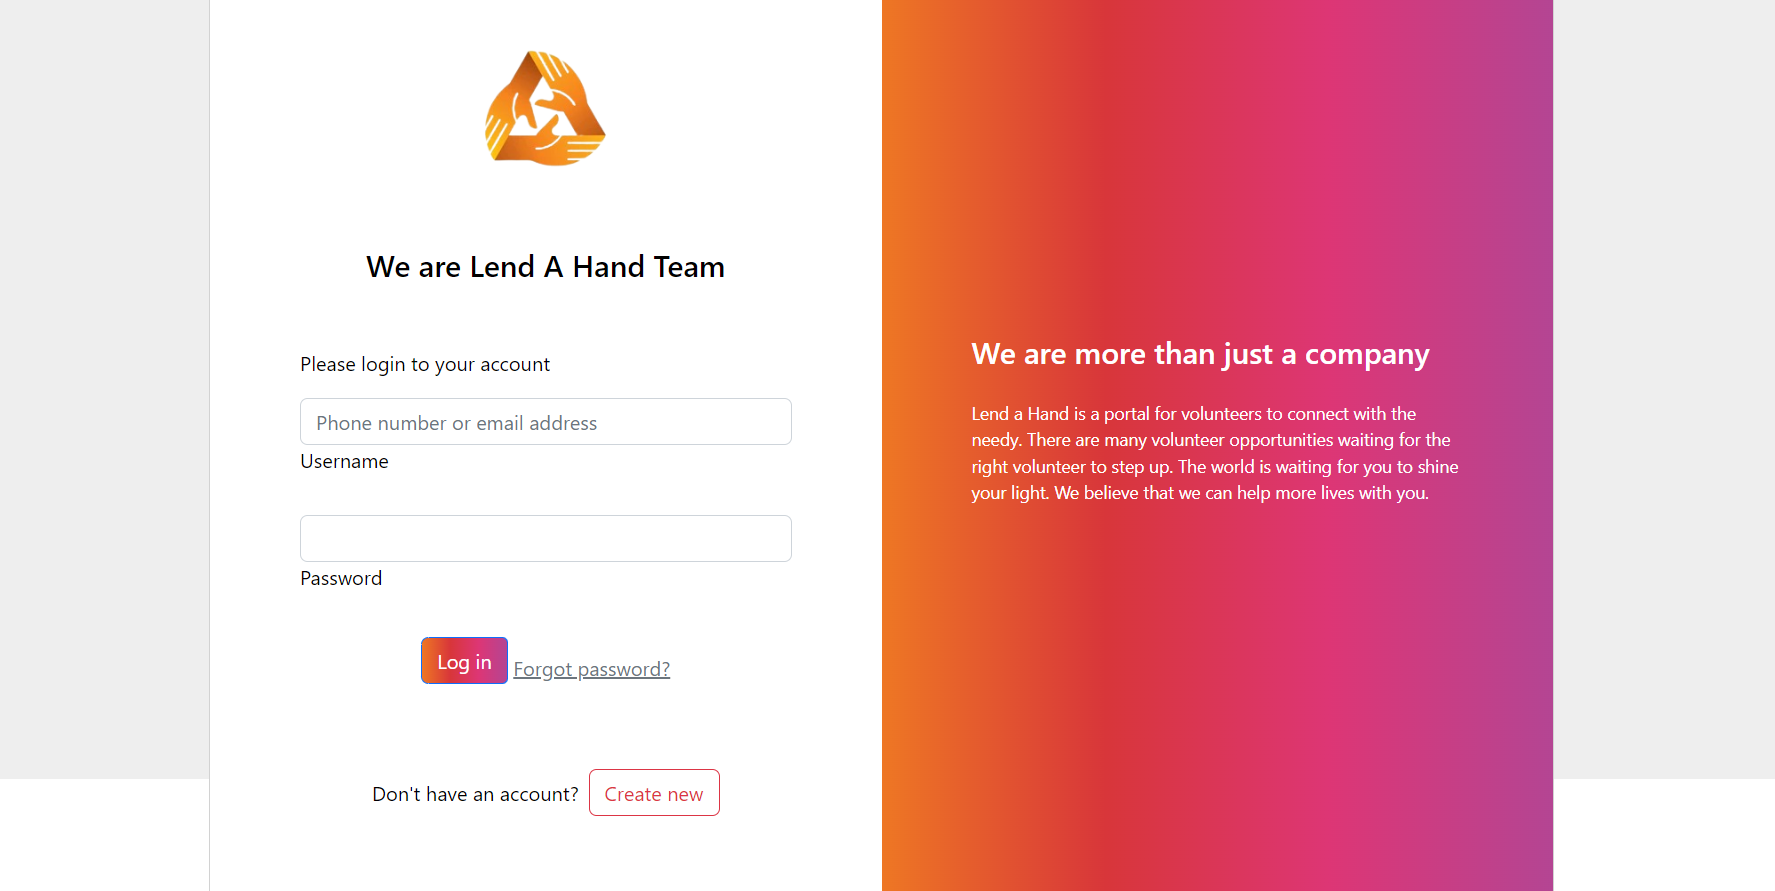 We are Lend A Hand Team
Please login to your account
Phone number or email address
Username
Password
Log in
Forgot password?
Don't have an account?
Create new
We are more than just a company
Lend a Hand is a portal for volunteers to connect with the
needy. There are many volunteer opportunities waiting for the
right volunteer to step up. The world is waiting for you to shine
your light. We believe that we can help more lives with you.